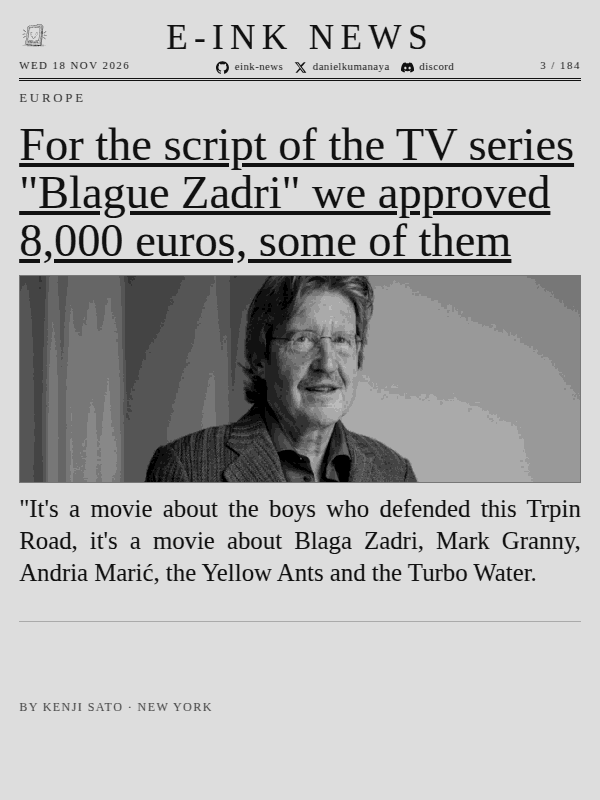 E-INK NEWS
WED 18 NOV 2026
eink-news danielkumanaya discord
3 / 184
EUROPE
For the script of the TV series
"Blague Zadri" we approved
8,000 euros, some of them
"It's a movie about the boys who defended this Trpin
Road, it's a movie about Blaga Zadri, Mark Granny,
Andria Marić, the Yellow Ants and the Turbo Water.
BY KENJI SATO · NEW YORK